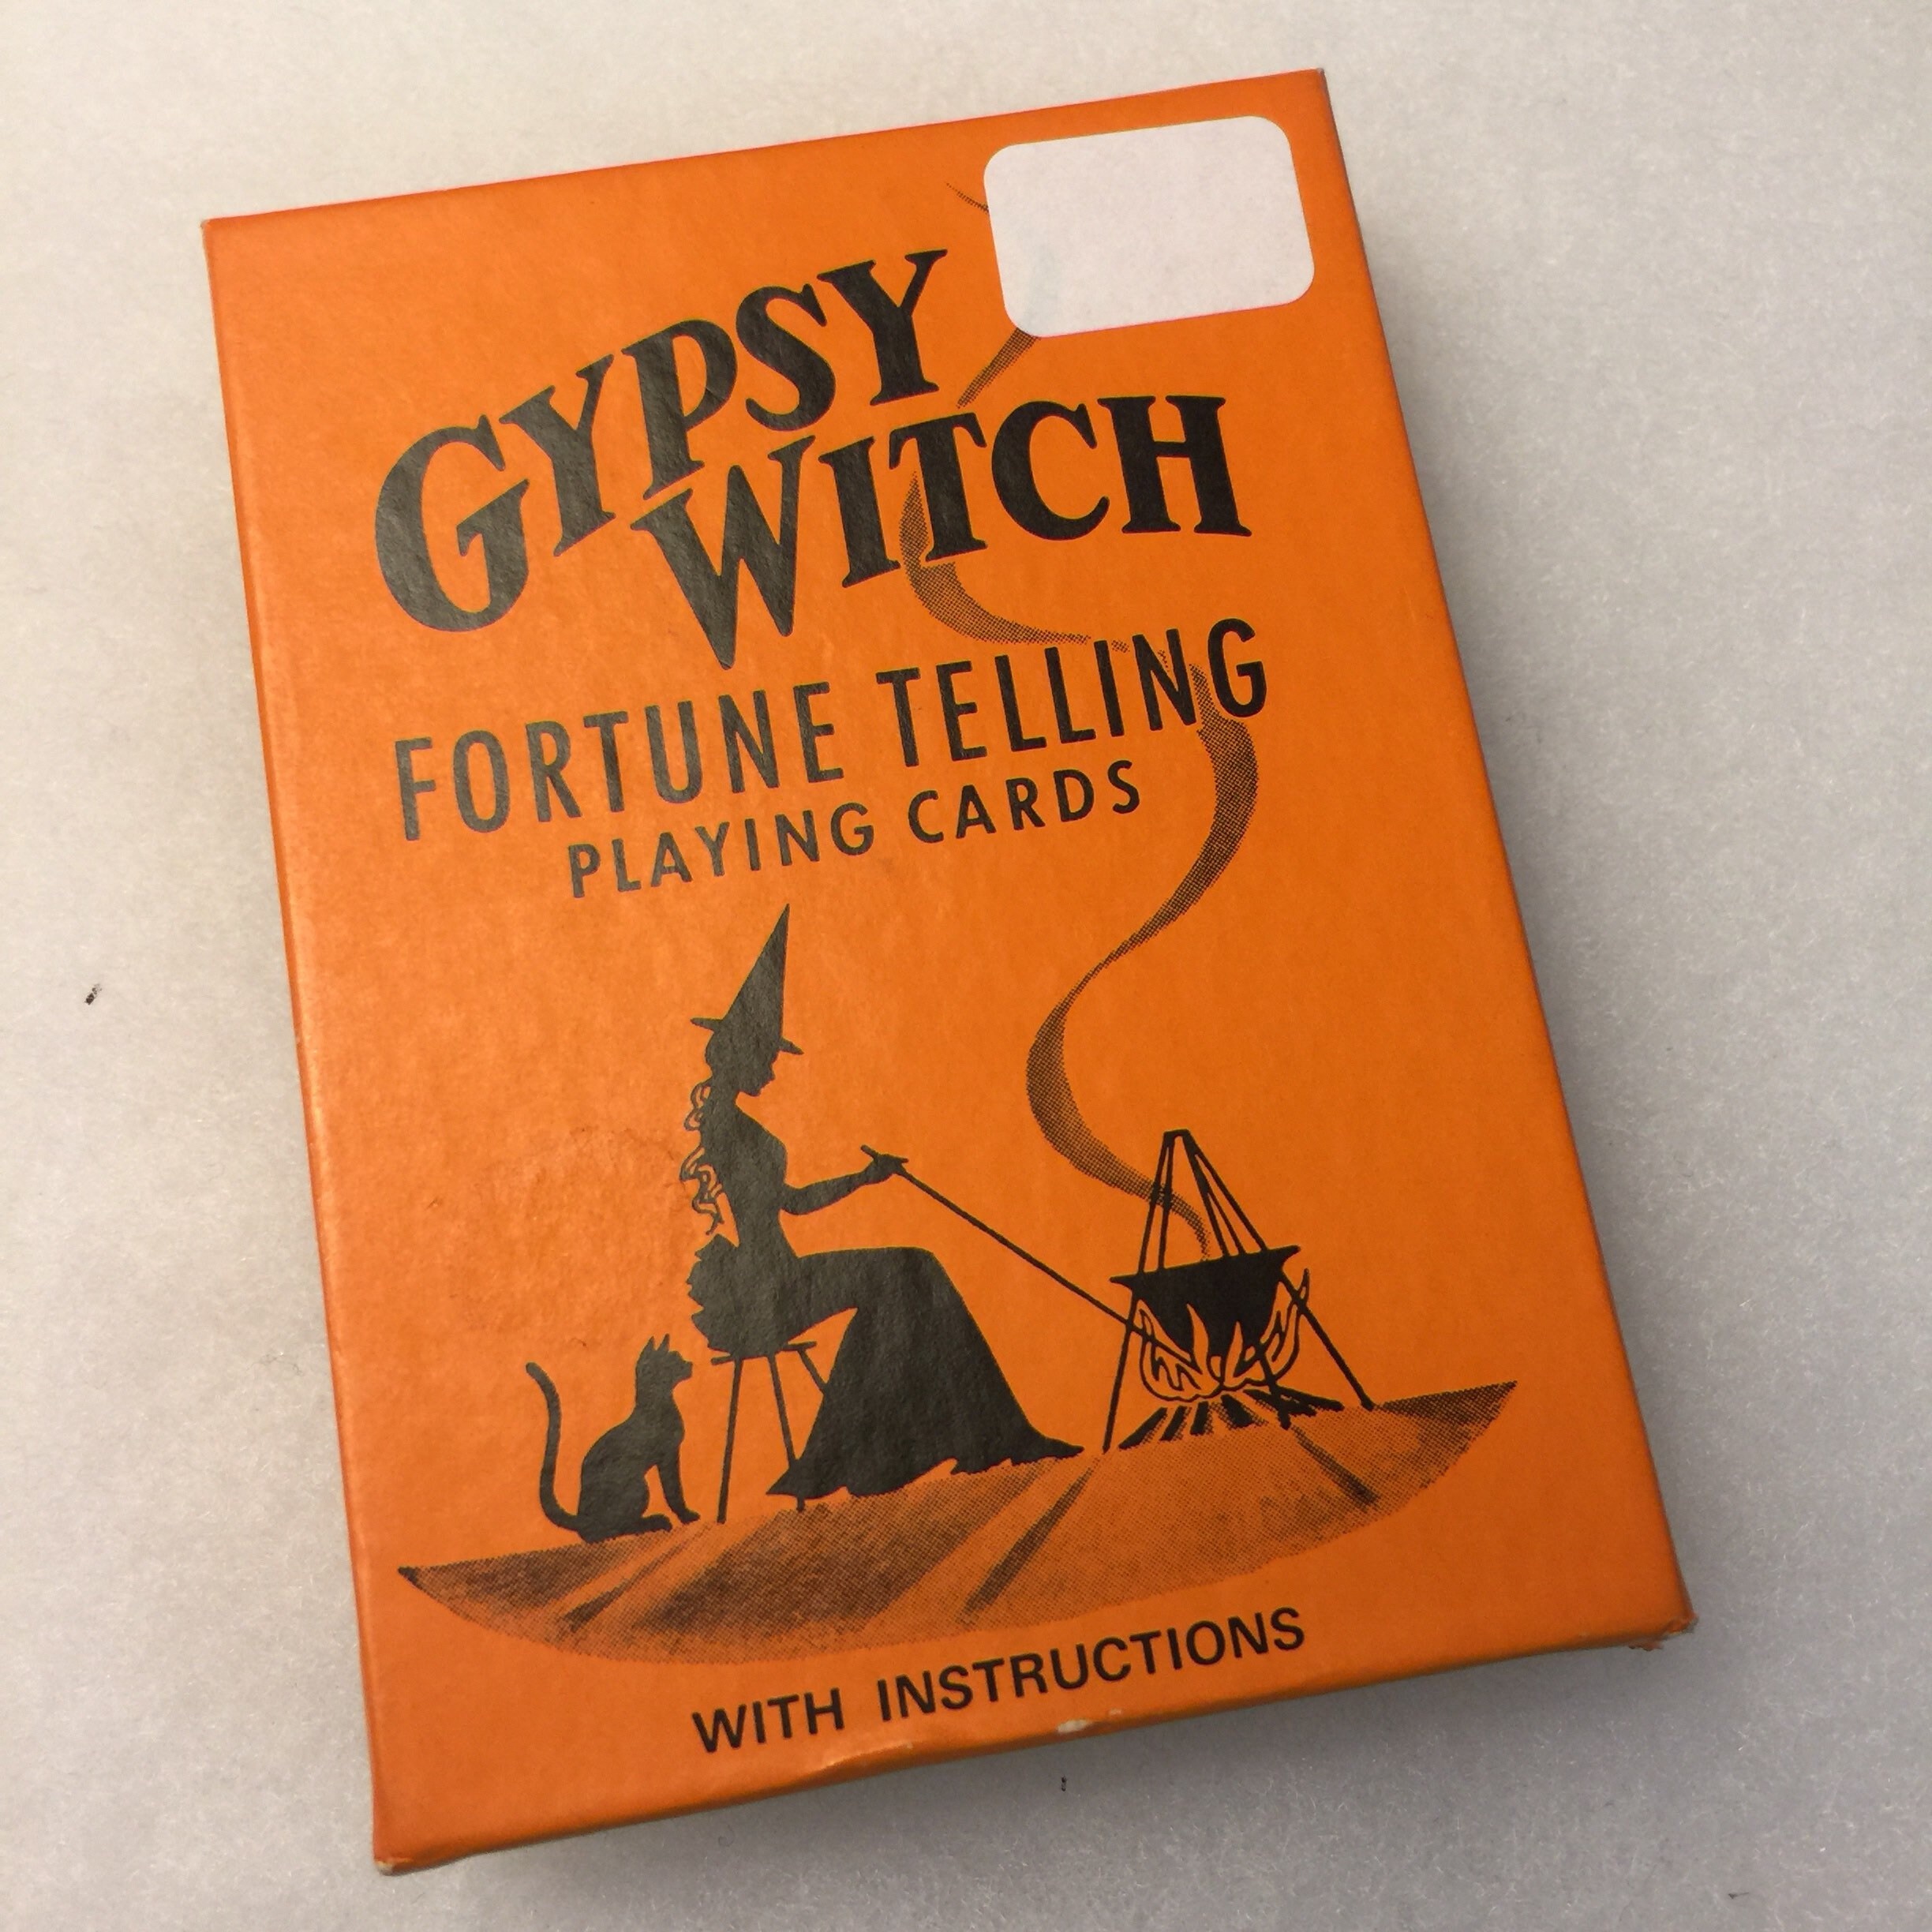 GYPSY
WITCH
FORTUNE TELLING
PLAYING CARDS
WITH INSTRUCTIONS